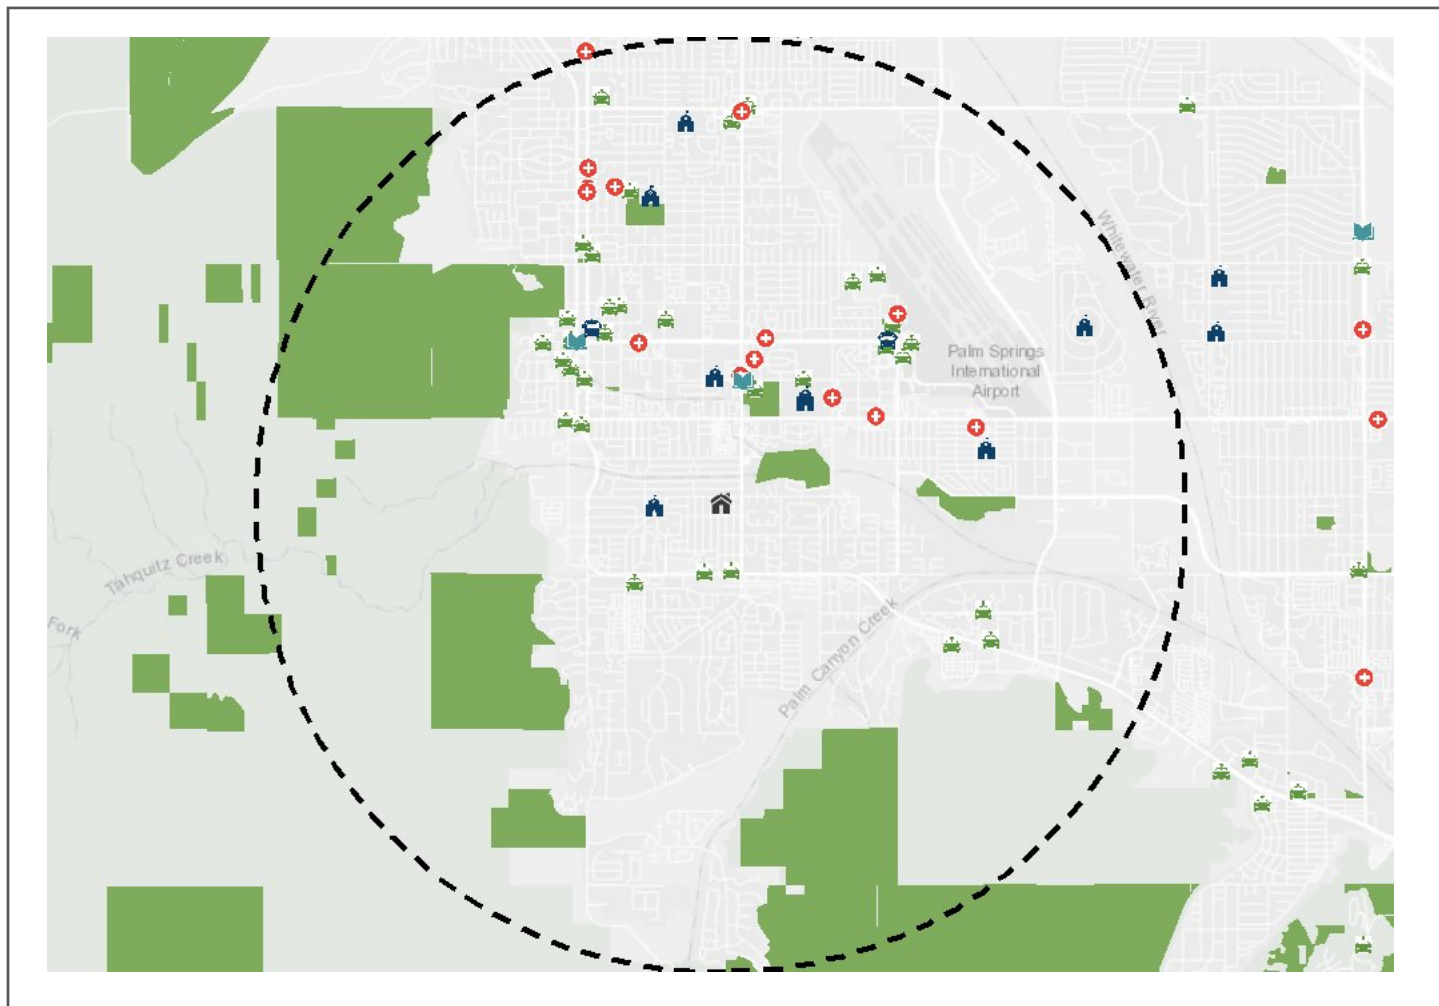 Whitewater River
Palm Springs
International
Airport
Tahquitz Creek
Fork
Palm Canyon Creek